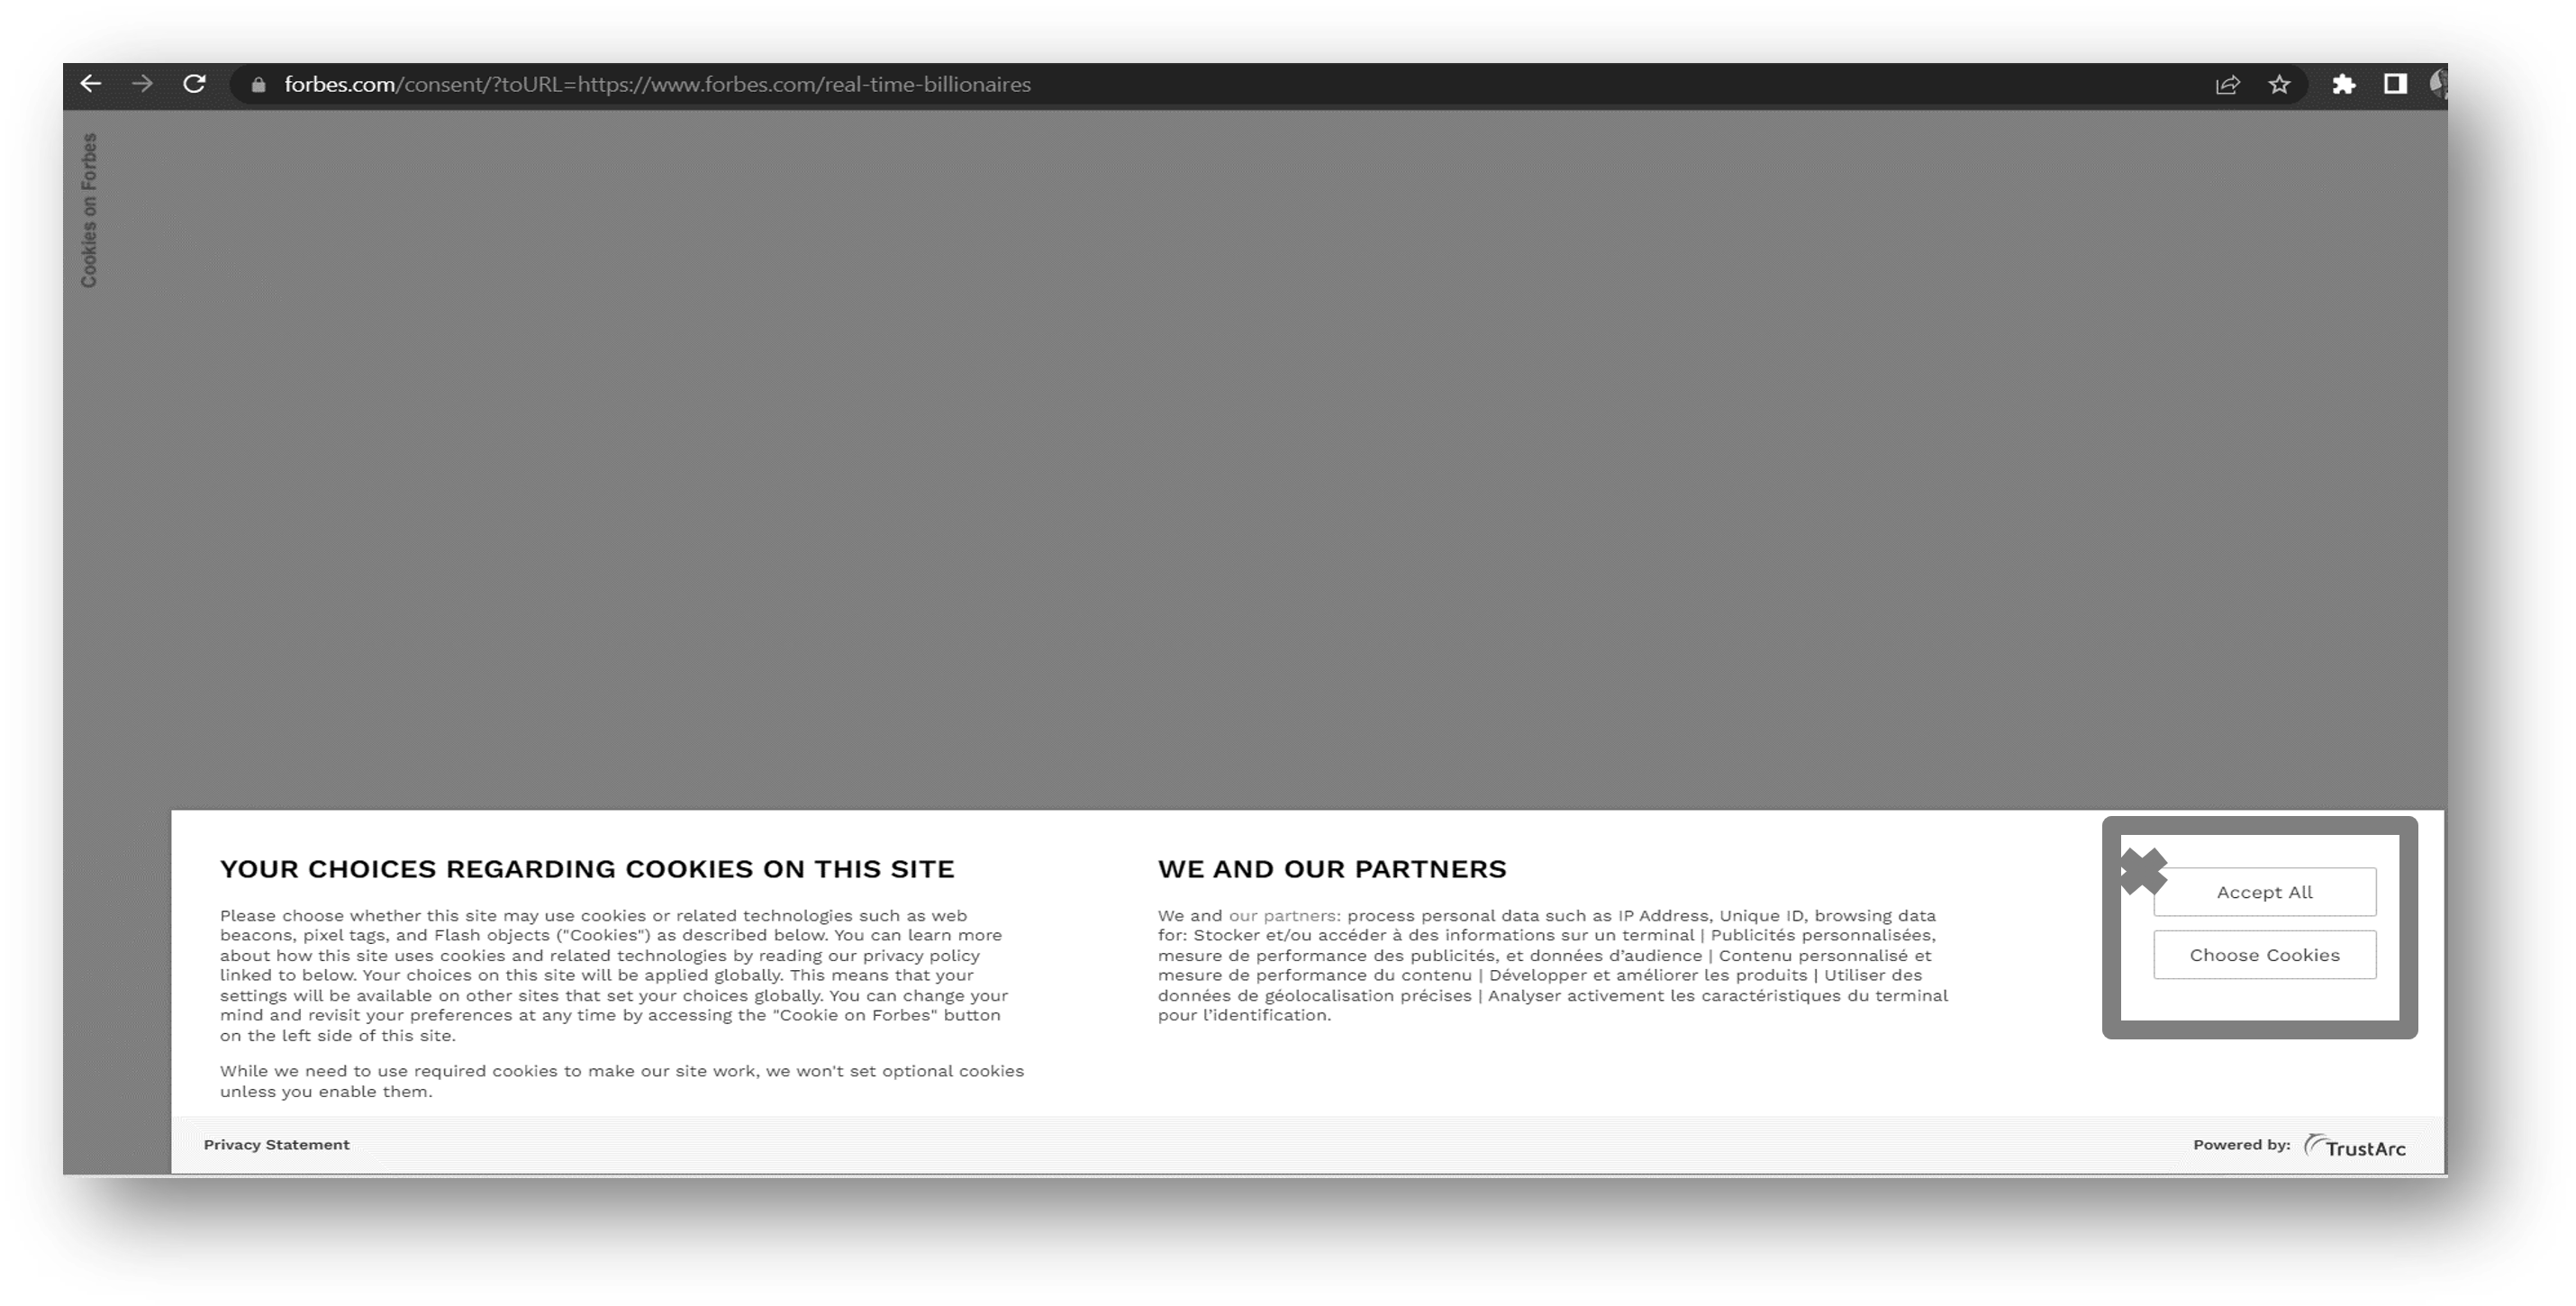 forbes.com/consent/?toURL=https://www.forbes.com/real-time-billionaires
Cookies on Forbes
YOUR CHOICES REGARDING COOKIES ON THIS SITE
Please choose whether this site may use cookies or related technologies such as web
beacons, pixel tags, and Flash objects ("Cookies") as described below. You can learn more
about how this site uses cookies and related technologies by reading our privacy policy
linked to below. Your choices on this site will be applied globally. This means that your
settings will be available on other sites that set your choices globally. You can change your
mind and revisit your preferences at any time by accessing the "Cookie on Forbes" button
on the left side of this site.
While we need to use required cookies to make our site work, we won't set optional cookies
unless you enable them.
WE AND OUR PARTNERS
We and our partners: process personal data such as IP Address, Unique ID, browsing data
for: Stocker et/ou accéder à des informations sur un terminal | Publicités personnalisées,
mesure de performance des publicités, et données d’audience | Contenu personnalisé et
mesure de performance du contenu | Développer et améliorer les produits | Utiliser des
données de géolocalisation précises | Analyser activement les caractéristiques du terminal
pour l’identification.
Accept All
Choose Cookies
Privacy Statement
Powered by: TrustArc